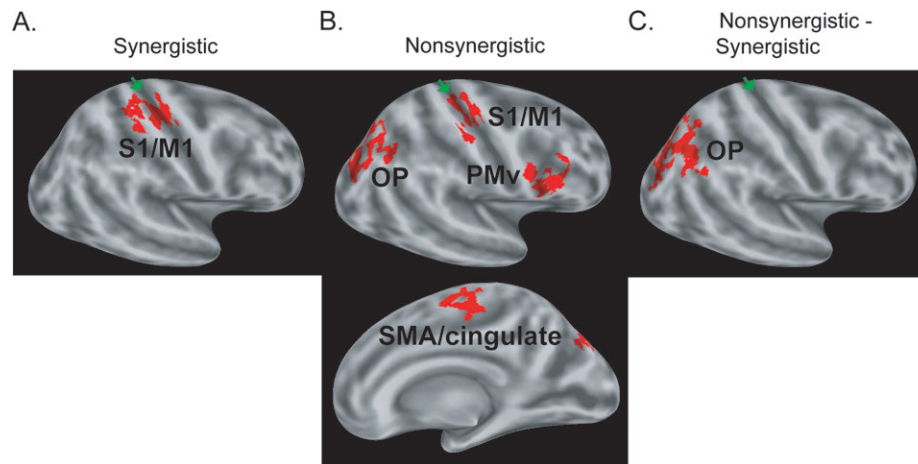 A.
Synergistic
S1/M1
B.
Nonsynergistic
S1/M1
OP
PMv
SMA/cingulate
C.
Nonsynergistic -
Synergistic
OP